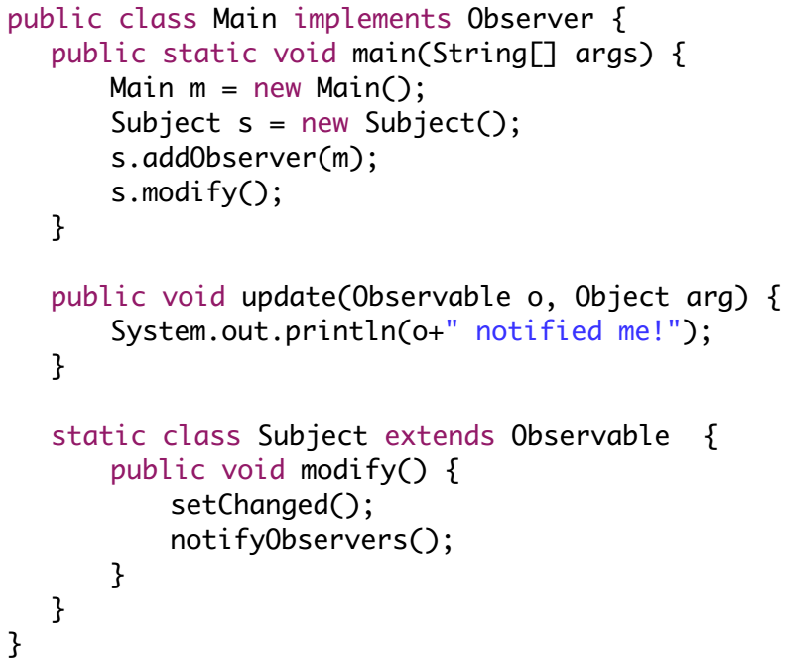 public class Main implements Observer {
    public static void main(String[] args) {
        Main m = new Main();
        Subject s = new Subject();
        s.addObserver(m);
        s.modify();
    }

    public void update(Observable o, Object arg) {
        System.out.println(o+" notified me!");
    }

    static class Subject extends Observable  {
        public void modify() {
            setChanged();
            notifyObservers();
        }
    }
}